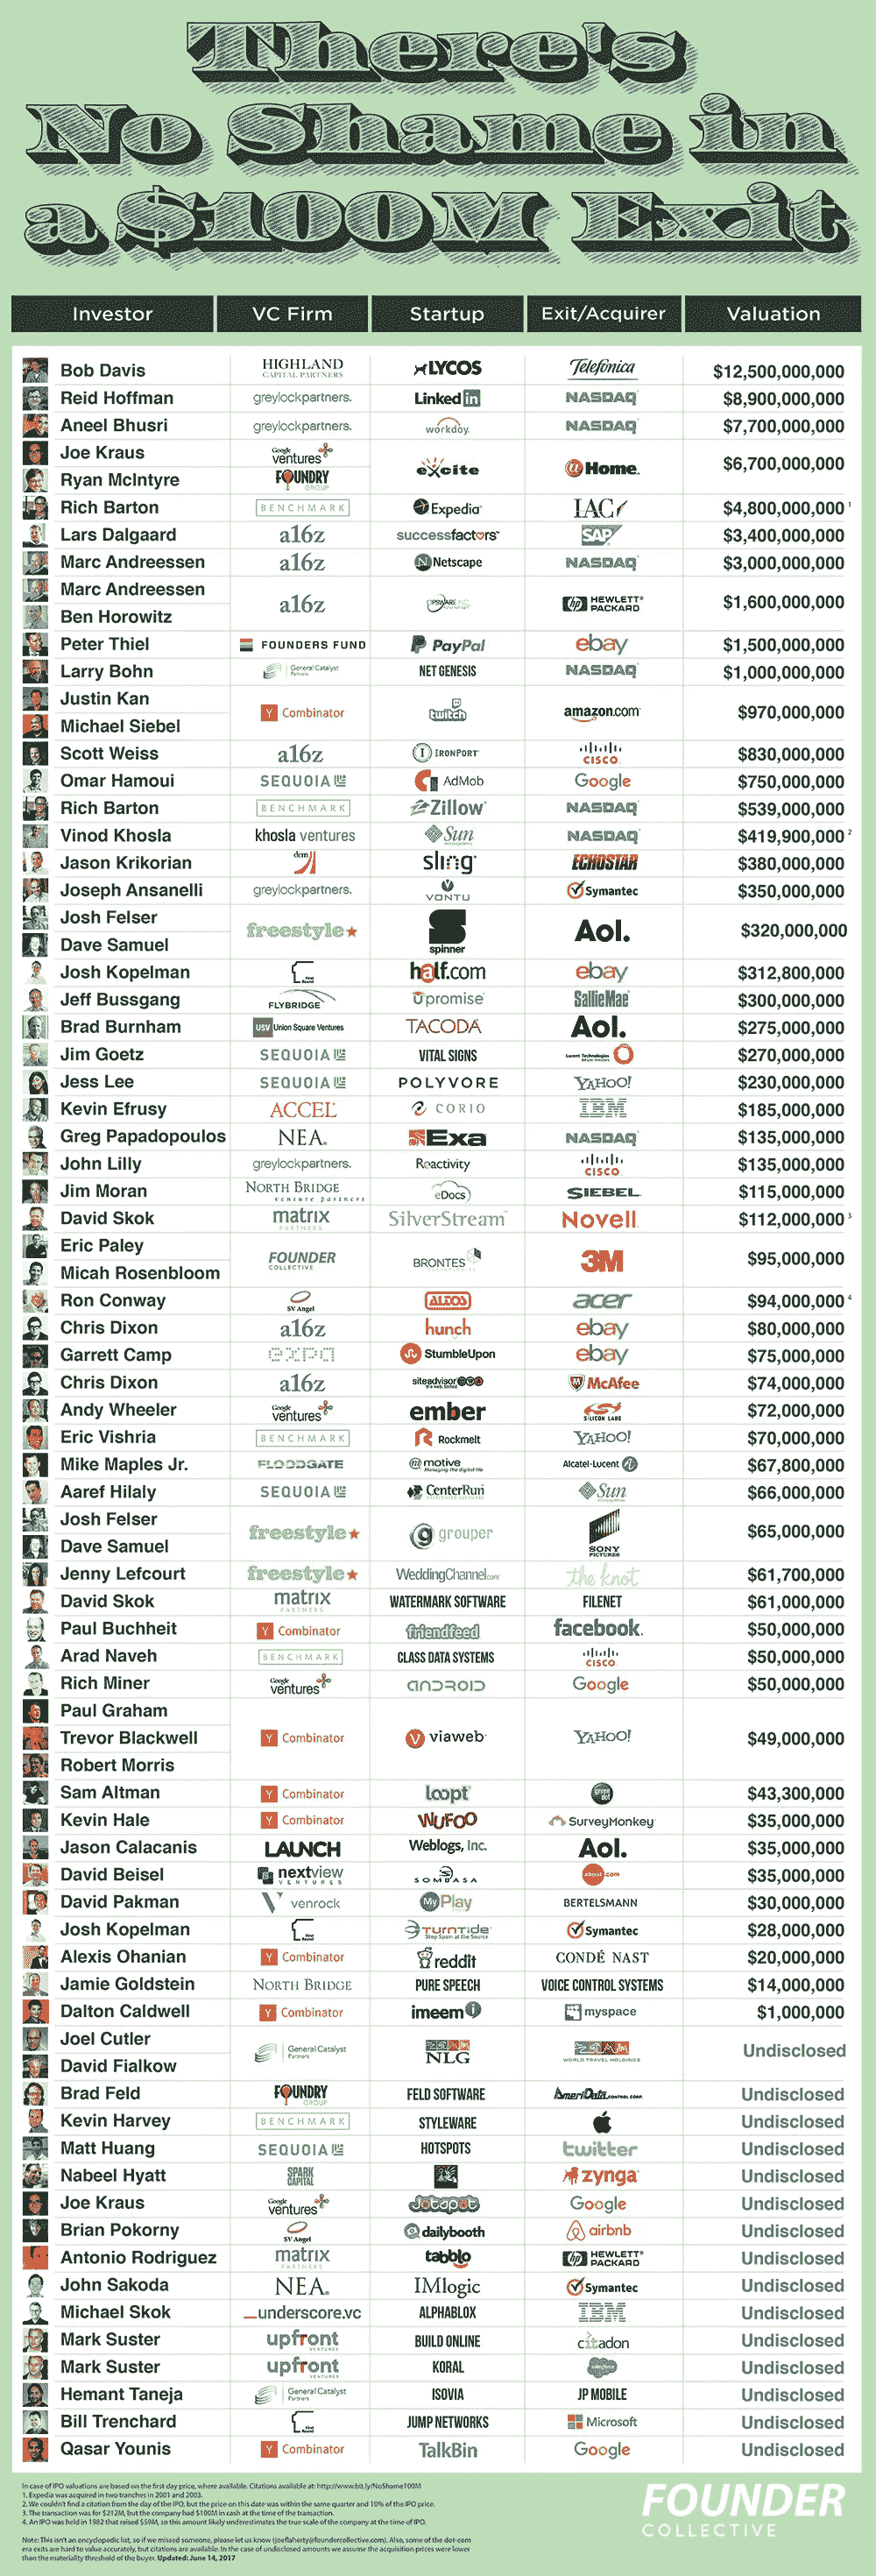 There's
No Shame in
a $100M Exit
Investor VC Firm Startup Exit/Acquirer Valuation
Bob Davis HIGHLAND CAPITAL PARTNERS LYCOS Telefónica $12,500,000,000
Reid Hoffman greylockpartners. LinkedIn NASDAQ $8,900,000,000
Aneel Bhusri greylockpartners. workday. NASDAQ $7,700,000,000
Joe Kraus Google ventures
excite @Home $6,700,000,000
Ryan McIntyre FOUNDRY GROUP
Rich Barton BENCHMARK Expedia IAC $4,800,000,000 1
Lars Dalgaard a16z successfactors SAP $3,400,000,000
Marc Andreessen a16z Netscape NASDAQ $3,000,000,000
Marc Andreessen
a16z OPSWARE INC. HEWLETT PACKARD hp $1,600,000,000
Ben Horowitz
Peter Thiel FOUNDERS FUND PayPal ebay $1,500,000,000
Larry Bohn General Catalyst Partners NET GENESIS NASDAQ $1,000,000,000
Justin Kan
Y Combinator twitch amazon.com $970,000,000
Michael Siebel
Scott Weiss a16z IRONPORT CISCO $830,000,000
Omar Hamoui SEQUOIA AdMob Google $750,000,000
Rich Barton BENCHMARK Zillow NASDAQ $539,000,000
Vinod Khosla khosla ventures Sun microsystems NASDAQ $419,900,000 2
Jason Krikorian dcm sling ECHOSTAR $380,000,000
Joseph Ansanelli greylockpartners. VONTU Symantec $350,000,000
Josh Felser
freestyle spinner Aol. $320,000,000
Dave Samuel
Josh Kopelman First Round half.com ebay $312,800,000
Jeff Bussgang FLYBRIDGE Upromise SallieMae $300,000,000
Brad Burnham USV Union Square Ventures TACODA Aol. $275,000,000
Jim Goetz SEQUOIA VITAL SIGNS Lucent Technologies $270,000,000
Jess Lee SEQUOIA POLYVORE YAHOO! $230,000,000
Kevin Efrusy ACCEL CORIO IBM $185,000,000
Greg Papadopoulos NEA. Exa NASDAQ $135,000,000
John Lilly greylockpartners. Reactivity CISCO $135,000,000
Jim Moran NORTH BRIDGE venture partners eDocs SIEBEL $115,000,000
David Skok matrix PARTNERS SilverStream Novell $112,000,000 3
Eric Paley
FOUNDER COLLECTIVE BRONTES 3M $95,000,000
Micah Rosenbloom
Ron Conway SV Angel ALTOS acer $94,000,000 4
Chris Dixon a16z hunch ebay $80,000,000
Garrett Camp expa StumbleUpon ebay $75,000,000
Chris Dixon a16z siteadvisor McAfee $74,000,000
Andy Wheeler Google ventures ember SILICON LABS $72,000,000
Eric Vishria BENCHMARK Rockmelt YAHOO! $70,000,000
Mike Maples Jr. FLOODGATE motive Managing the digital life Alcatel-Lucent $67,800,000
Aaref Hilaly SEQUOIA CenterRun Sun microsystems $66,000,000
Josh Felser
freestyle grouper SONY PICTURES $65,000,000
Dave Samuel
Jenny Lefcourt freestyle WeddingChannel.com the knot $61,700,000
David Skok matrix PARTNERS WATERMARK SOFTWARE FILENET $61,000,000
Paul Buchheit Y Combinator friendfeed facebook. $50,000,000
Arad Naveh BENCHMARK CLASS DATA SYSTEMS CISCO $50,000,000
Rich Miner Google ventures ANDROID Google $50,000,000
Paul Graham
Trevor Blackwell Y Combinator viaweb YAHOO! $49,000,000
Robert Morris
Sam Altman Y Combinator loopt green dot $43,300,000
Kevin Hale Y Combinator WUFOO SurveyMonkey $35,000,000
Jason Calacanis LAUNCH Weblogs, Inc. Aol. $35,000,000
David Beisel nextview VENTURES SOMBASA about.com $35,000,000
David Pakman venrock MyPlay BERTELSMANN $30,000,000
Josh Kopelman First Round TURNTIDE Stop Spam at the Source Symantec $28,000,000
Alexis Ohanian Y Combinator reddit CONDÉ NAST $20,000,000
Jamie Goldstein NORTH BRIDGE PURE SPEECH VOICE CONTROL SYSTEMS $14,000,000
Dalton Caldwell Y Combinator imeem myspace $1,000,000
Joel Cutler
General Catalyst Partners NLG WORLD TRAVEL HOLDINGS Undisclosed
David Fialkow
Brad Feld FOUNDRY GROUP FELD SOFTWARE AmeriData Undisclosed
Kevin Harvey BENCHMARK STYLEWARE Undisclosed
Matt Huang SEQUOIA HOTSPOTS twitter Undisclosed
Nabeel Hyatt SPARK CAPITAL zynga Undisclosed
Joe Kraus Google ventures Jotspot Google Undisclosed
Brian Pokorny SV Angel dailybooth airbnb Undisclosed
Antonio Rodriguez matrix PARTNERS tabblo hp HEWLETT PACKARD Undisclosed
John Sakoda NEA. IMlogic Symantec Undisclosed
Michael Skok _underscore.vc ALPHABLOX IBM Undisclosed
Mark Suster upfront VENTURES BUILD ONLINE citadon Undisclosed
Mark Suster upfront VENTURES KORAL salesforce Undisclosed
Hemant Taneja General Catalyst Partners ISOVIA JP MOBILE Undisclosed
Bill Trenchard First Round JUMP NETWORKS Microsoft Undisclosed
Qasar Younis Y Combinator TalkBin Google Undisclosed
In case of IPO valuations are based on the first day price, where available. Citations available at: http://www.bit.ly/NoShame100M
1. Expedia was acquired in two tranches in 2001 and 2003.
2. We couldn't find a citation from the day of the IPO, but the price on this date was within the same quarter and 10% of the IPO price.
3. The transaction was for $212M, but the company had $100M in cash at the time of the transaction.
4. An IPO was held in 1982 that raised $59M, so this amount likely underestimates the true scale of the company at the time of IPO.
Note: This isn't an encyclopedic list, so if we missed someone, please let us know (joeflaherty@foundercollective.com). Also, some of the dot-com
era exits are hard to value accurately, but citations are available. In the case of undisclosed amounts we assume the acquisition prices were lower
than the materiality threshold of the buyer. Updated: June 14, 2017
FOUNDER
COLLECTIVE